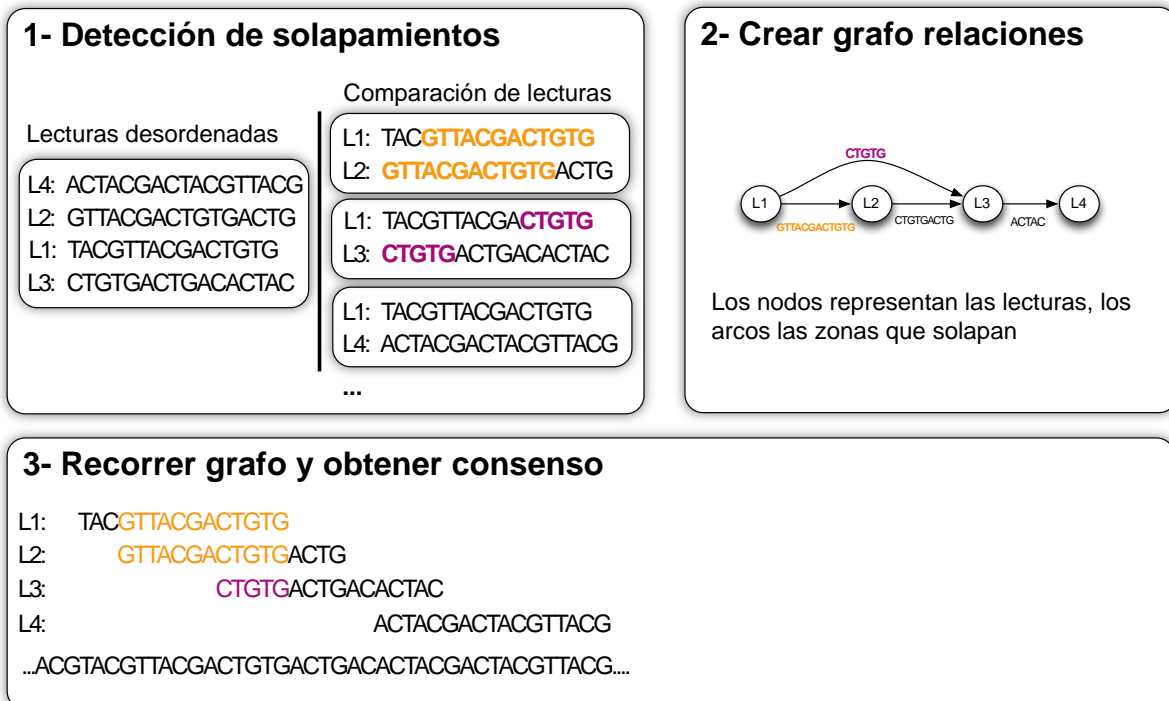 1- Detección de solapamientos
Comparación de lecturas
Lecturas desordenadas
L4: ACTACGACTACGTTACG
L2: GTTACGACTGTGACTG
L1: TACGTTACGACTGTG
L3: CTGTGACTGACACTAC
L1: TACGTTACGACTGTG
L2: GTTACGACTGTGACTG
L1: TACGTTACGACTGTG
L3: CTGTGACTGACACTAC
L1: TACGTTACGACTGTG
L4: ACTACGACTACGTTACG
...
2- Crear grafo relaciones
CTGTG
L1
L2
L3
L4
GTTACGACTGTG
CTGTGACTG
ACTAC
Los nodos representan las lecturas, los
arcos las zonas que solapan
3- Recorrer grafo y obtener consenso
L1: TACGTTACGACTGTG
L2: GTTACGACTGTGACTG
L3: CTGTGACTGACACTAC
L4: ACTACGACTACGTTACG
...ACGTACGTTACGACTGTGACTGACACTACGACTACGTTACG....